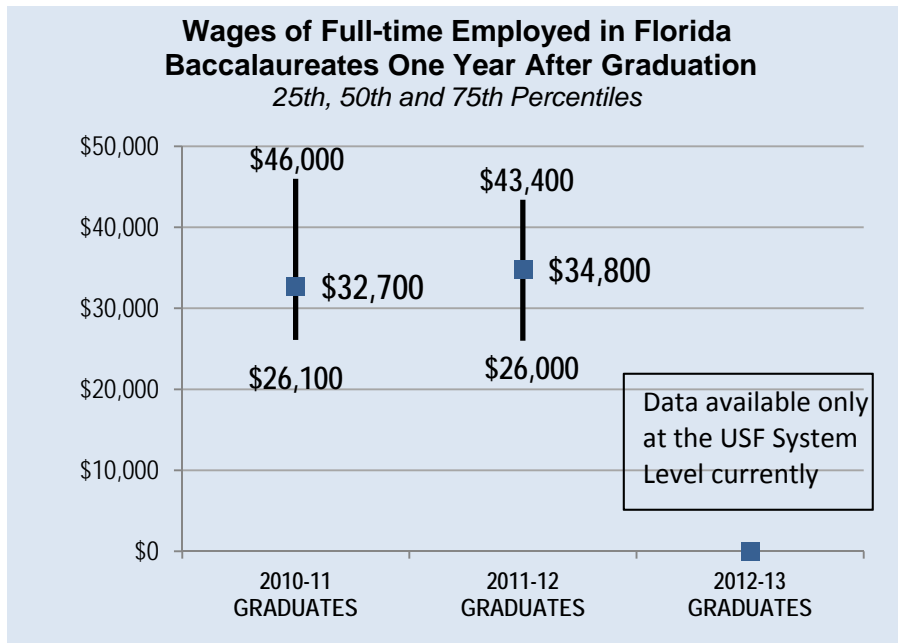 Wages of Full-time Employed in Florida
Baccalaureates One Year After Graduation
25th, 50th and 75th Percentiles
$50,000
$40,000
$30,000
$20,000
$10,000
$0
$46,000
$32,700
$26,100
$43,400
$34,800
$26,000
Data available only
at the USF System
Level currently
2010-11
GRADUATES
2011-12
GRADUATES
2012-13
GRADUATES